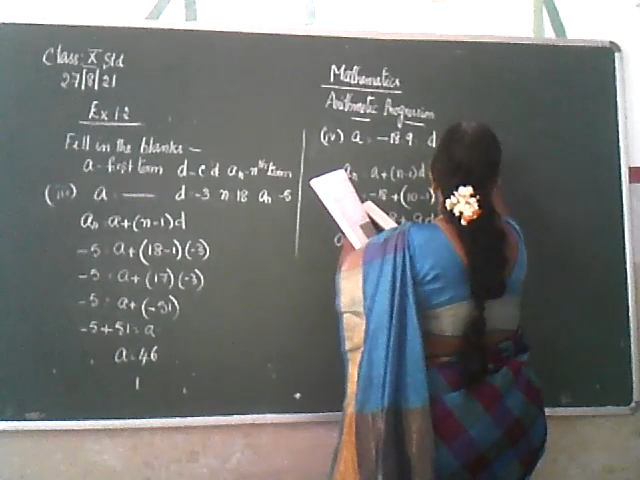 Class: X Std
27|8|21
Ex 1.2
Fill in the blanks -
a - first term d - c d an - nth term
(iii) a = —— d = -3 n = 18 an = -5
an = a + (n-1) d
-5 = a + (18-1)(-3)
-5 = a + (17)(-3)
-5 = a + (-51)
-5 + 51 = a
a = 46
Mathematics
Arithmetic Progression
(iv) a = -18.9 d
an a + (n-1) d
-18 + (10-1)
+ 9d